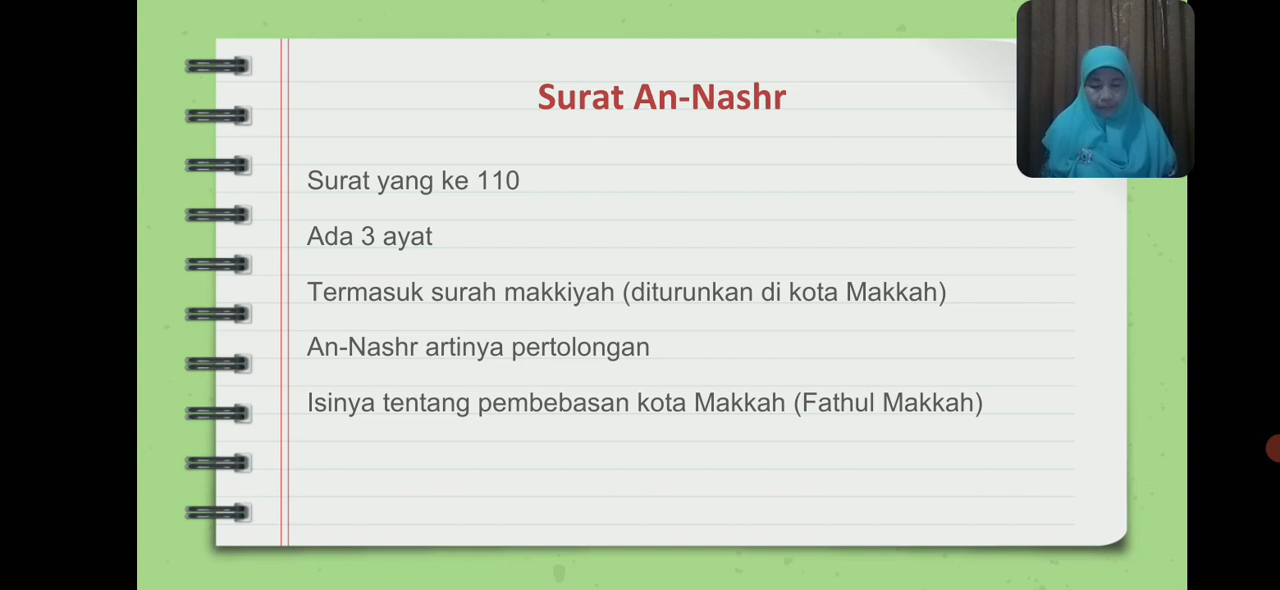 Surat An-Nashr
Surat yang ke 110
Ada 3 ayat
Termasuk surah makkiyah (diturunkan di kota Makkah)
An-Nashr artinya pertolongan
Isinya tentang pembebasan kota Makkah (Fathul Makkah)